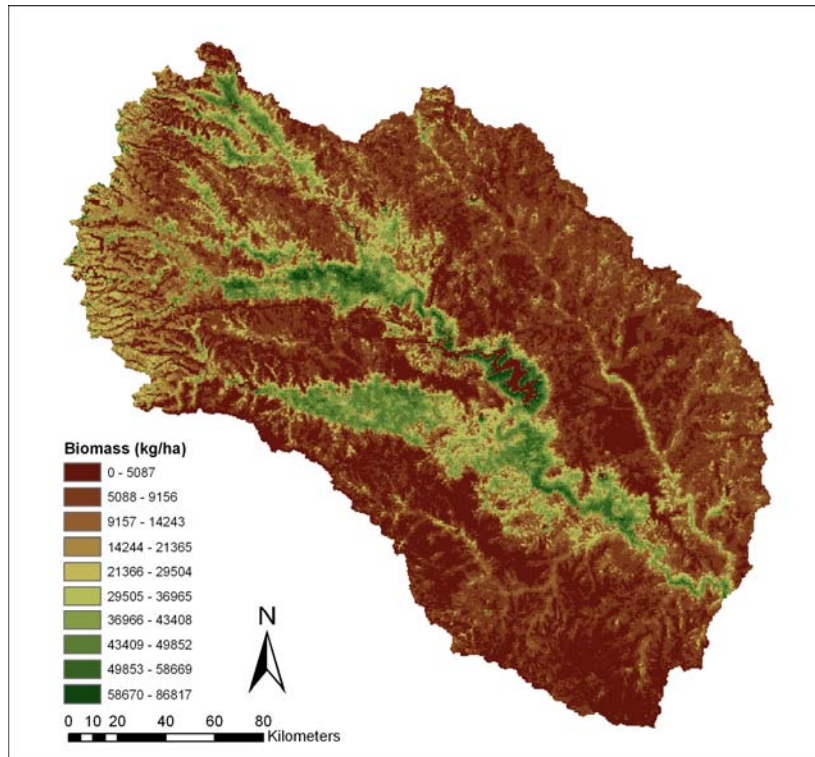 Biomass (kg/ha)
0 - 5087
5088 - 9156
9157 - 14243
14244 - 21365
21366 - 29504
29505 - 36965
36966 - 43408
43409 - 49852
49853 - 58669
58670 - 86817
N
0 10 20 40 60 80
Kilometers